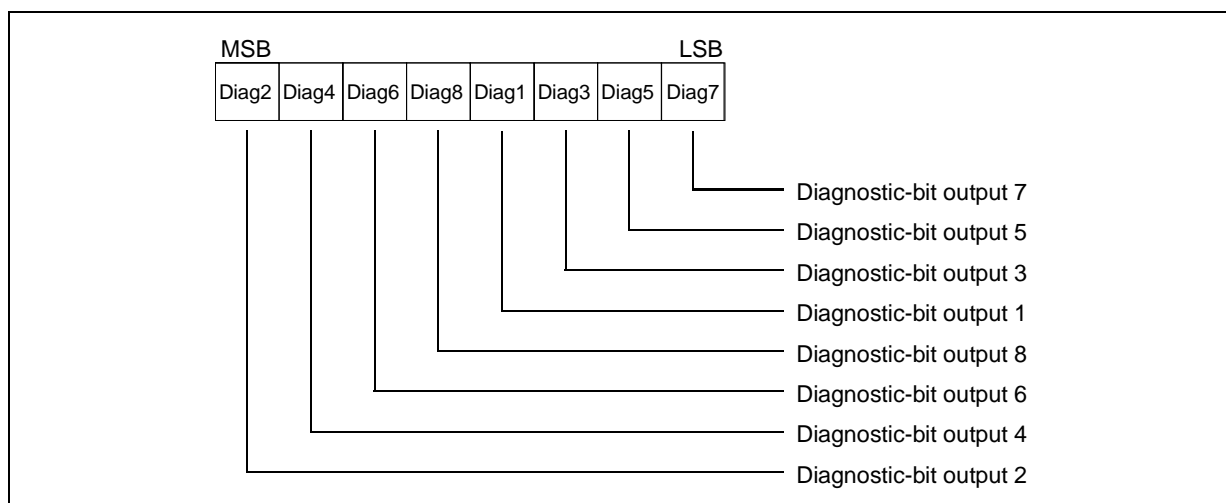 MSB LSB
Diag2 Diag4 Diag6 Diag8 Diag1 Diag3 Diag5 Diag7
Diagnostic-bit output 7
Diagnostic-bit output 5
Diagnostic-bit output 3
Diagnostic-bit output 1
Diagnostic-bit output 8
Diagnostic-bit output 6
Diagnostic-bit output 4
Diagnostic-bit output 2